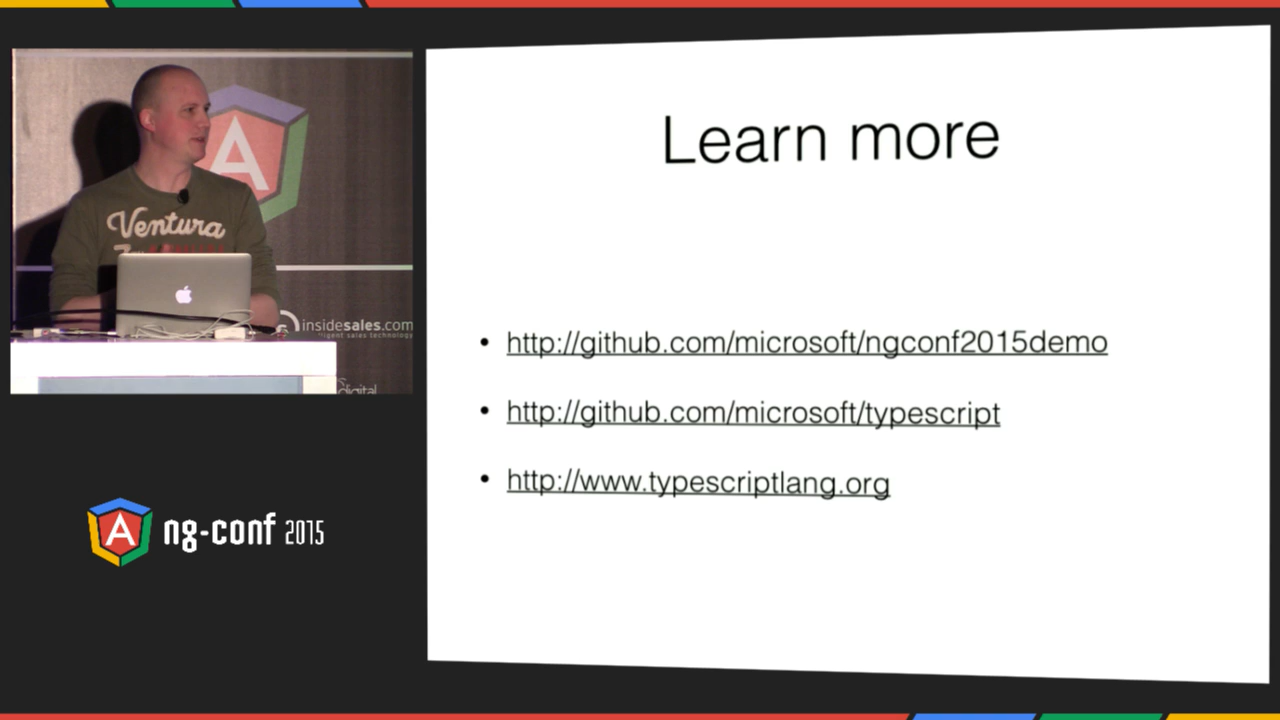 Learn more
• http://github.com/microsoft/ngconf2015demo
• http://github.com/microsoft/typescript
• http://www.typescriptlang.org
A
Ventura
insidesales.com
digital
A ng-conf 2015